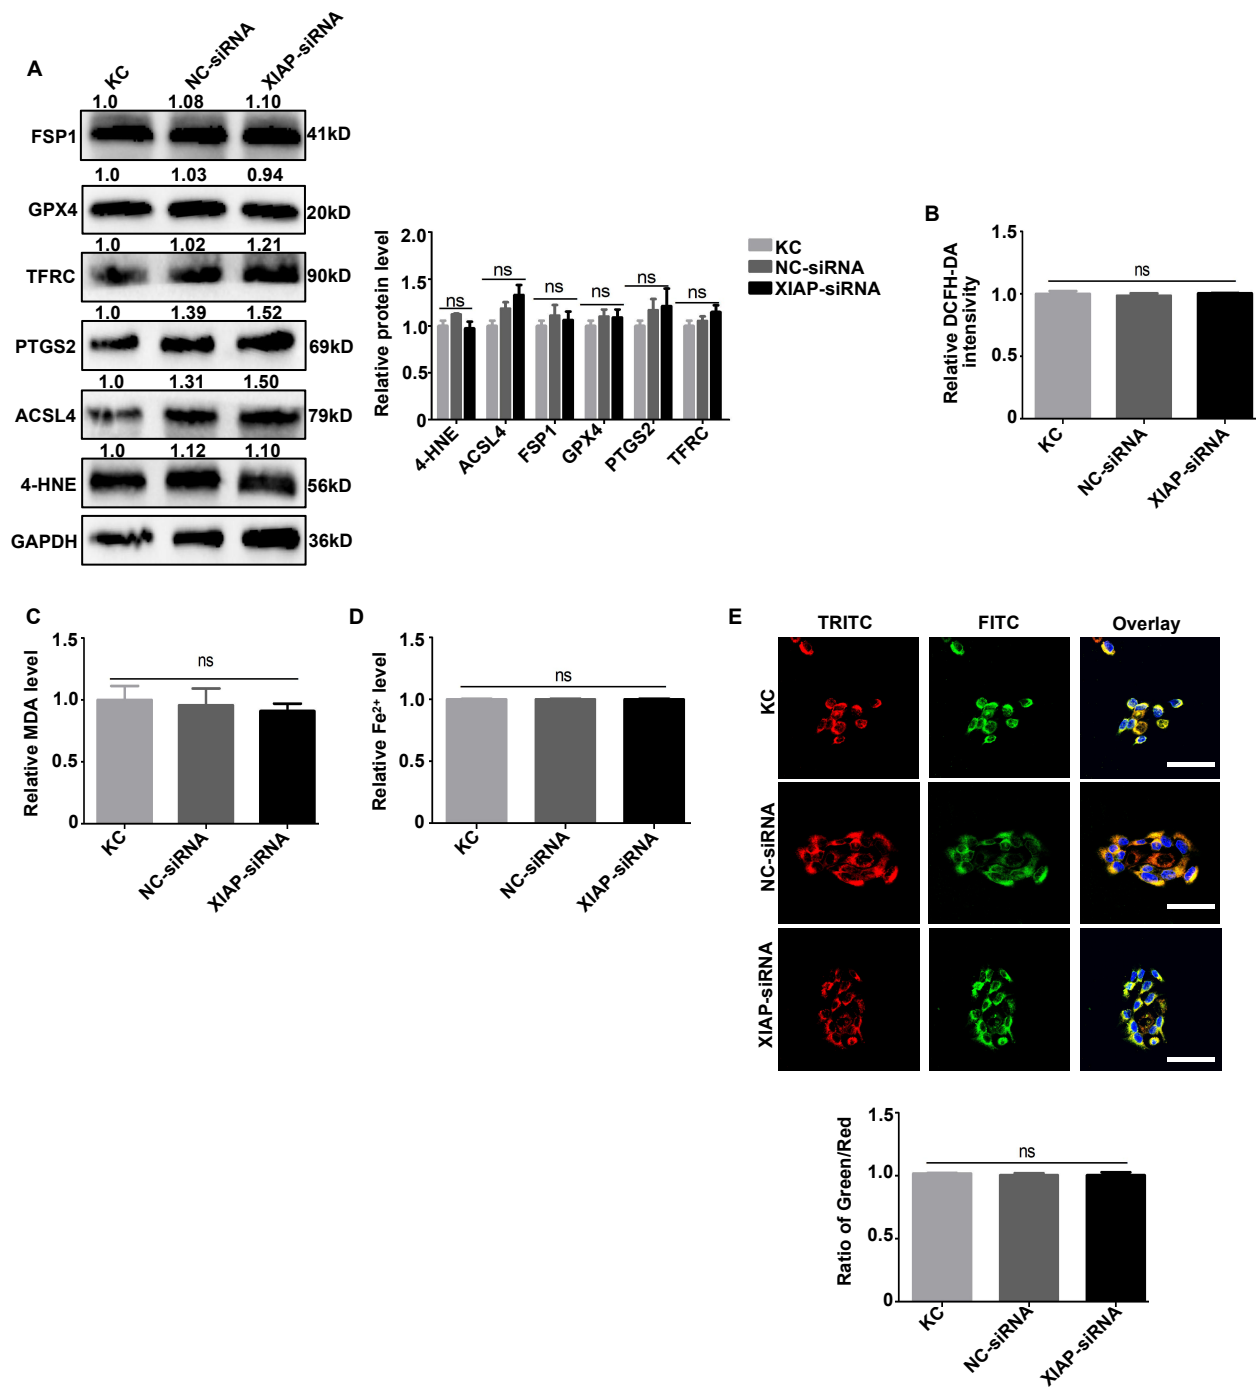 A
KC
NC-siRNA
XIAP-siRNA
1.0 1.08 1.10
FSP1 41kD
1.0 1.03 0.94
GPX4 20kD
1.0 1.02 1.21
TFRC 90kD
1.0 1.39 1.52
PTGS2 69kD
1.0 1.31 1.50
ACSL4 79kD
1.0 1.12 1.10
4-HNE 56kD
GAPDH 36kD
Relative protein level
2.0
1.5
1.0
0.5
0
ns
ns
ns
ns
ns
ns
4-HNE
ACSL4
FSP1
GPX4
PTGS2
TFRC
KC
NC-siRNA
XIAP-siRNA
B
Relative DCFH-DA
intensivity
1.5
1.0
0.5
0
ns
KC
NC-siRNA
XIAP-siRNA
C
Relative MDA level
1.5
1.0
0.5
0
ns
KC
NC-siRNA
XIAP-siRNA
D
Relative Fe²⁺ level
1.5
1.0
0.5
0
ns
KC
NC-siRNA
XIAP-siRNA
E
TRITC FITC Overlay
KC
NC-siRNA
XIAP-siRNA
Ratio of Green/Red
1.5
1.0
0.5
0
ns
KC
NC-siRNA
XIAP-siRNA